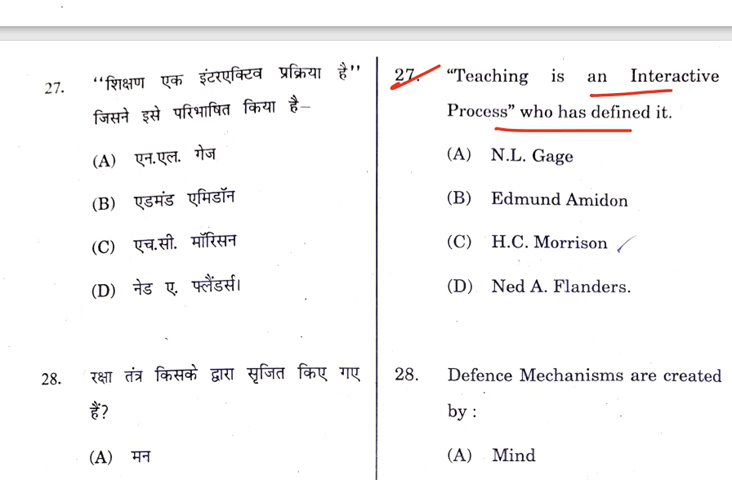 27. ‘‘शिक्षण एक इंटरएक्टिव प्रक्रिया है’’
जिसने इसे परिभाषित किया है–
(A) एन.एल. गेज
(B) एडमंड एमिडॉन
(C) एच.सी. मॉरिसन
(D) नेड ए. फ्लैंडर्स।
28. रक्षा तंत्र किसके द्वारा सृजित किए गए
हैं?
(A) मन
27. “Teaching is an Interactive
Process” who has defined it.
(A) N.L. Gage
(B) Edmund Amidon
(C) H.C. Morrison
(D) Ned A. Flanders.
28. Defence Mechanisms are created
by :
(A) Mind